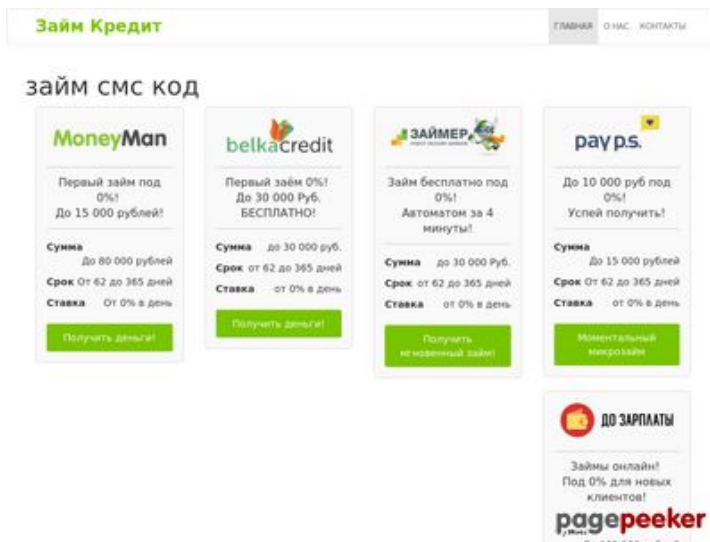 Займ Кредит
ГЛАВНАЯ О НАС. КОНТАКТЫ
займ смс код
MoneyMan
Первый займ под
0%!
До 15 000 рублей!
Сумма
До 80 000 рублей
Срок От 62 до 365 дней
Ставка От 0% в день
Получить деньги!
belkacredit
Первый заём 0%!
До 30 000 Руб.
БЕСПЛАТНО!
Сумма до 30 000 руб.
Срок от 62 до 365 дней
Ставка от 0% в день
Получить деньги!
ЗАЙМЕР
Займ бесплатно под
0%!
Автоматом за 4
минуты!
Сумма до 30 000 Руб.
Срок от 62 до 365 дней
Ставка от 0% в день
Получить
мгновенный займ!
pay p.s.
До 10 000 руб под
0%!
Успей получить!
Сумма
До 15 000 рублей
Срок От 62 до 365 дней
Ставка от 0% в день
Моментальный
микрозайм
ДО ЗАРПЛАТЫ
Займы онлайн!
Под 0% для новых
клиентов!
pagepeeker